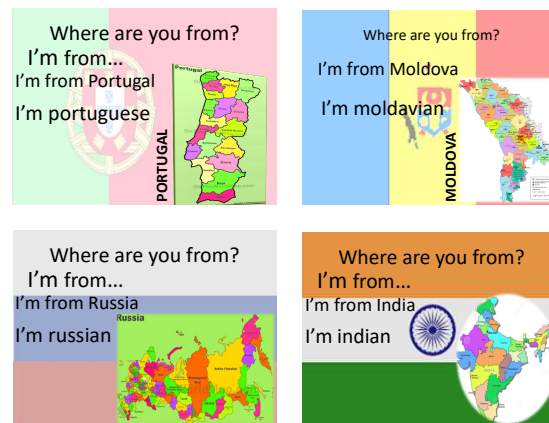 Where are you from?
I'm from...
I'm from Portugal
I'm portuguese
PORTUGAL
Portugal
Where are you from?
I'm from Moldova
I'm moldavian
MOLDOVA
Where are you from?
I'm from...
I'm from Russia
I'm russian
Russia
Where are you from?
I'm from...
I'm from India
I'm indian